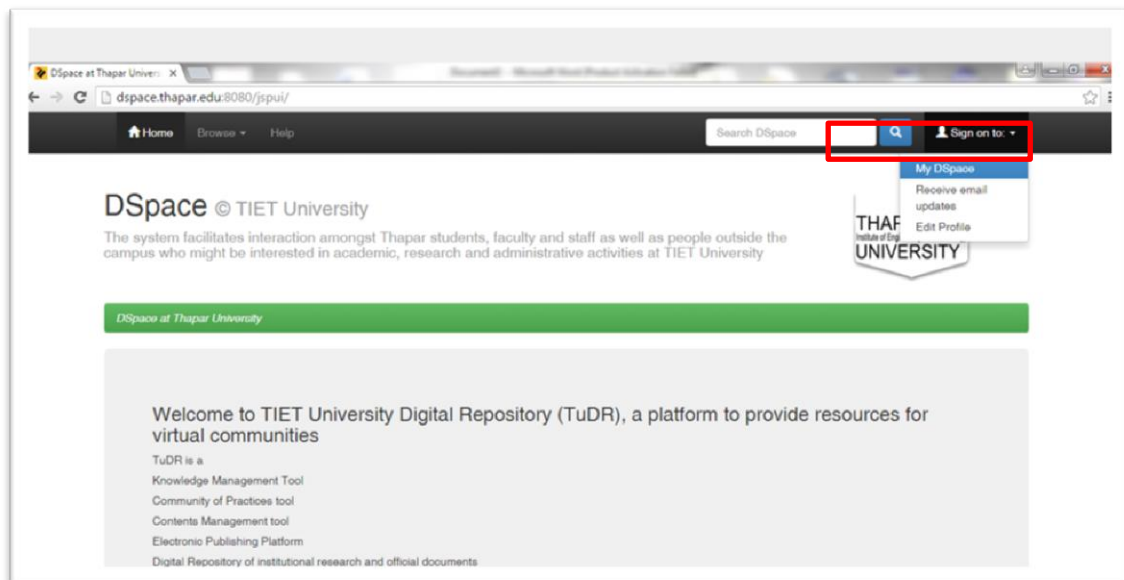 DSpace at Thapar Univers
dspace.thapar.edu:8080/jspui/
Home Browse Help Search DSpace Sign on to:
My DSpace
Receive email
updates
Edit Profile
DSpace © TIET University
The system facilitates interaction amongst Thapar students, faculty and staff as well as people outside the
campus who might be interested in academic, research and administrative activities at TIET University
THAP
UNIVERSITY
DSpace at Thapar University
Welcome to TIET University Digital Repository (TuDR), a platform to provide resources for
virtual communities
TuDR is a
Knowledge Management Tool
Community of Practices tool
Contents Management tool
Electronic Publishing Platform
Digital Repository of institutional research and official documents